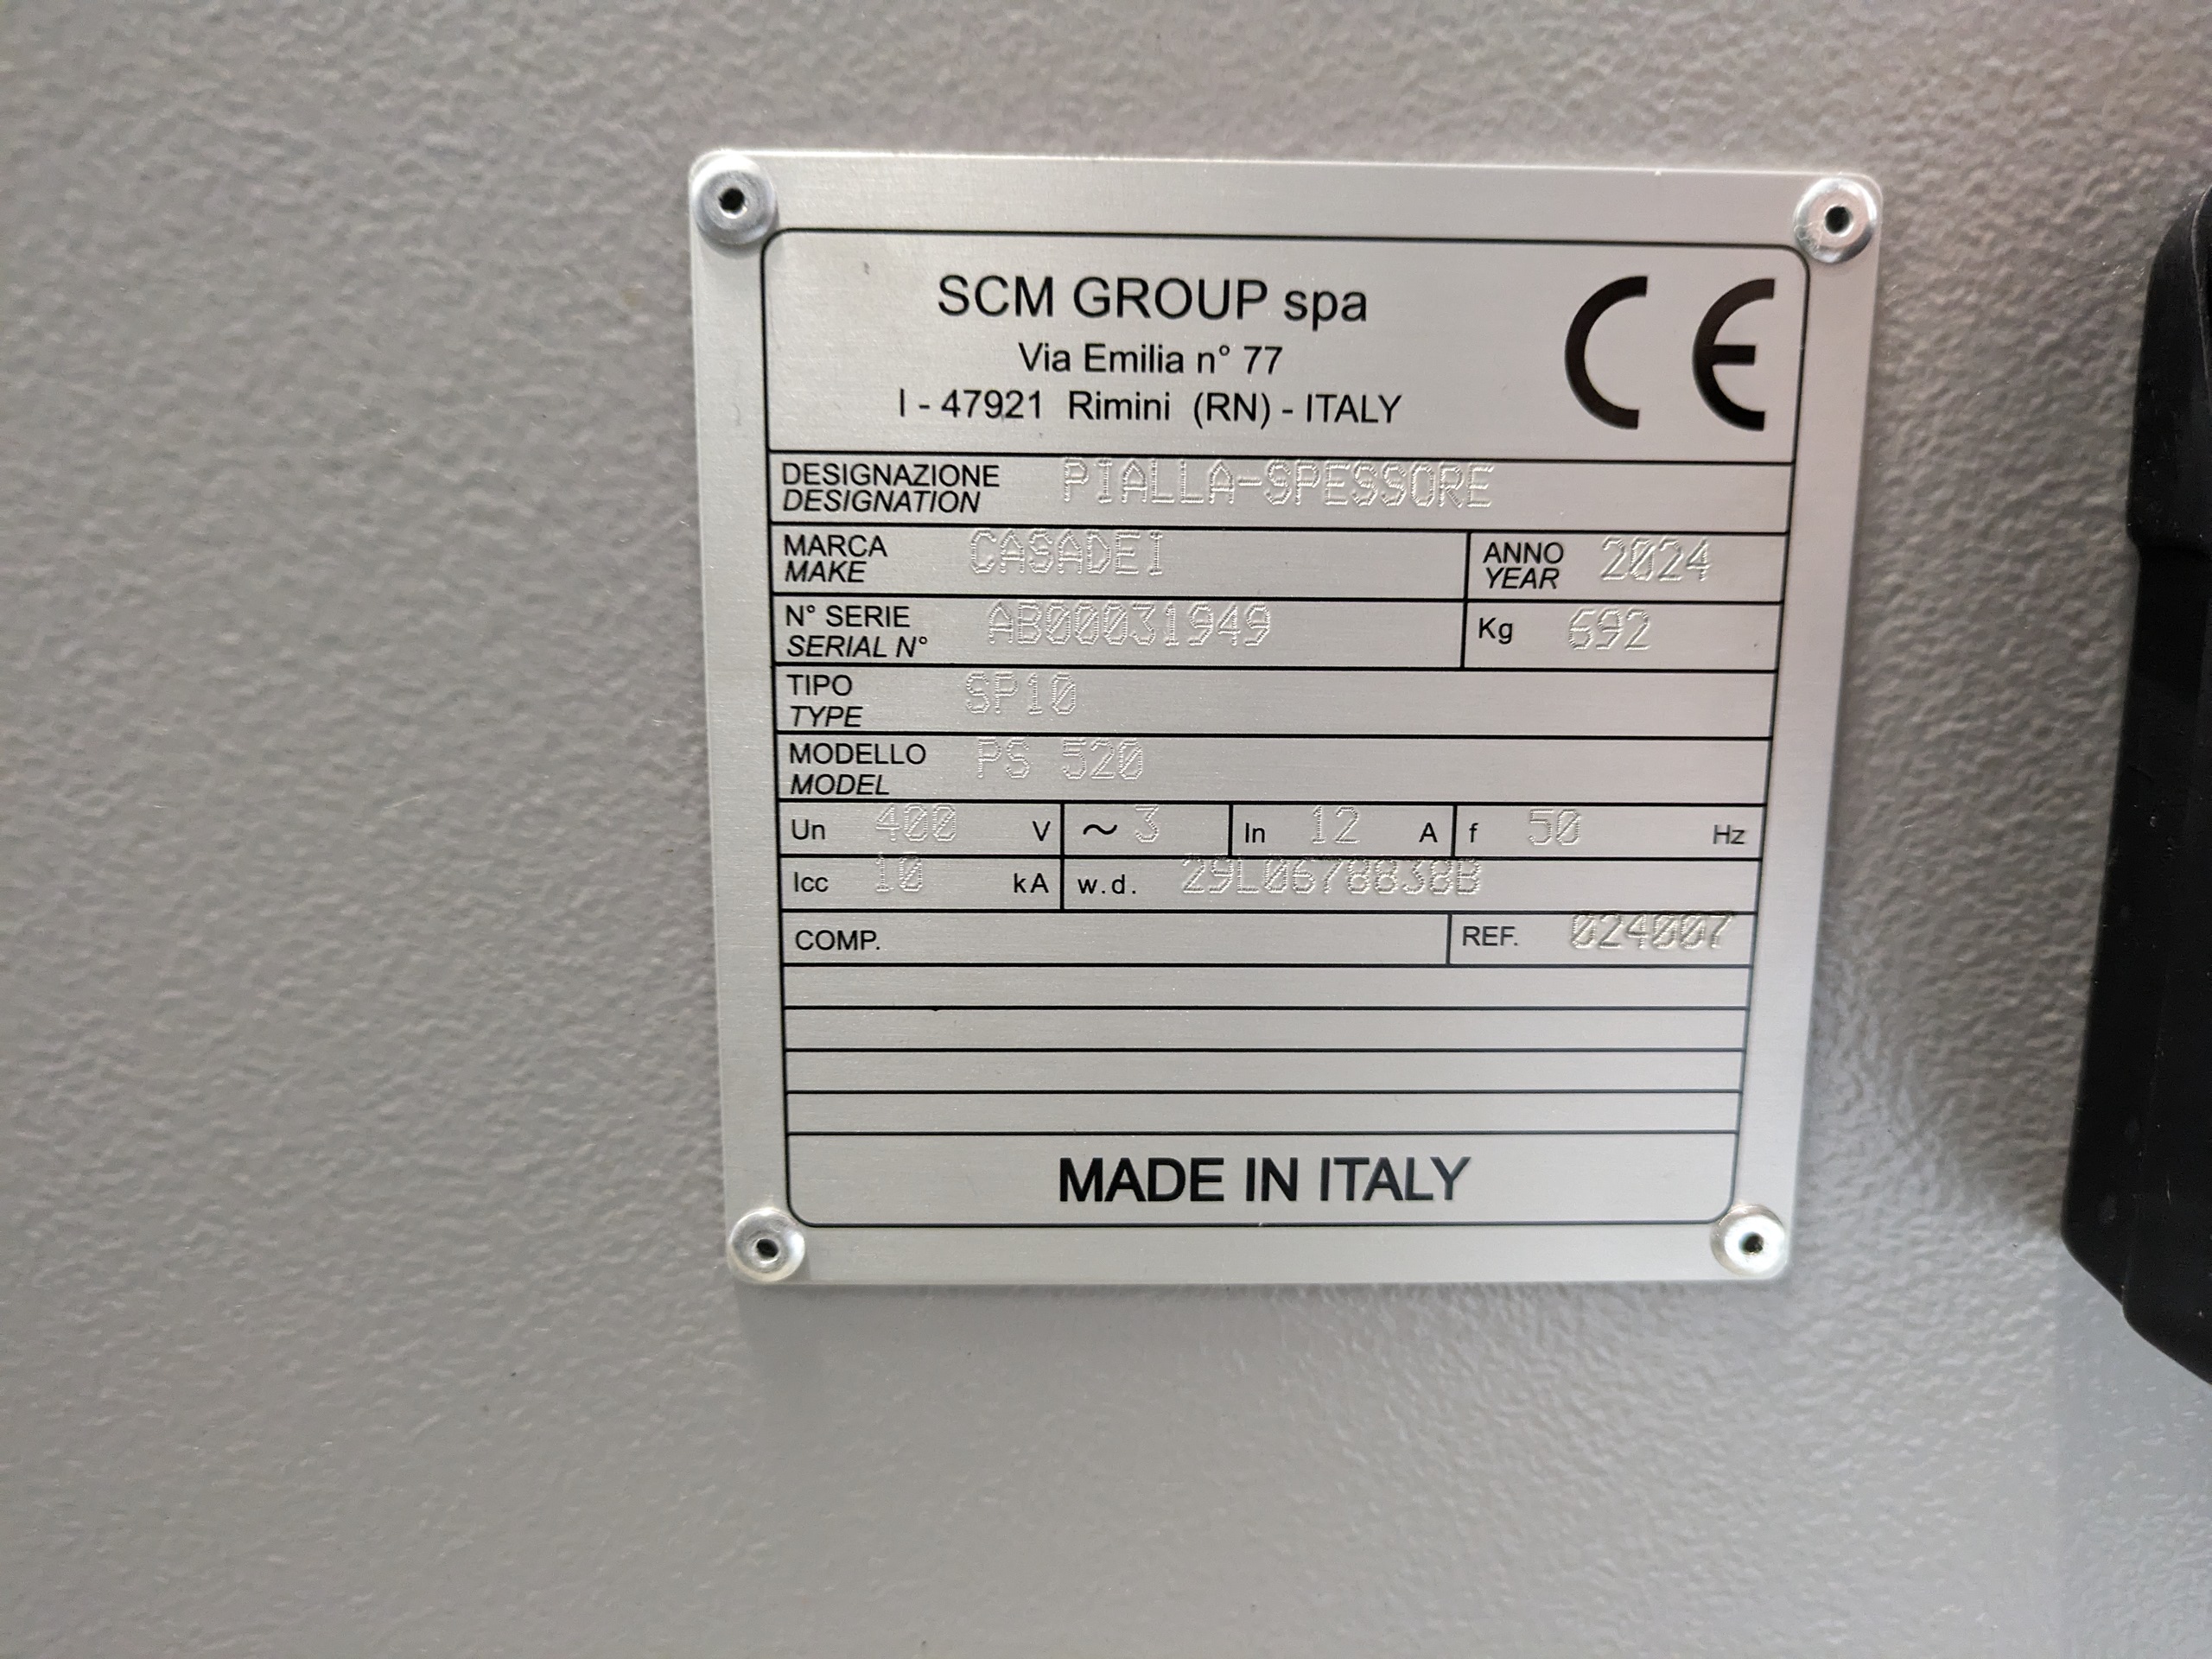 SCM GROUP spa
Via Emilia n° 77
I - 47921 Rimini (RN) - ITALY
CE
DESIGNAZIONE PIALLA-SPESSORE
DESIGNATION
MARCA CASADEI ANNO 2024
MAKE YEAR
N° SERIE AB00031949 Kg 692
SERIAL N°
TIPO SP10
TYPE
MODELLO PS 520
MODEL
Un 400 V ~ 3 In 12 A f 50 Hz
Icc 10 kA w.d. 29L0678838B
COMP. REF. 024007
MADE IN ITALY